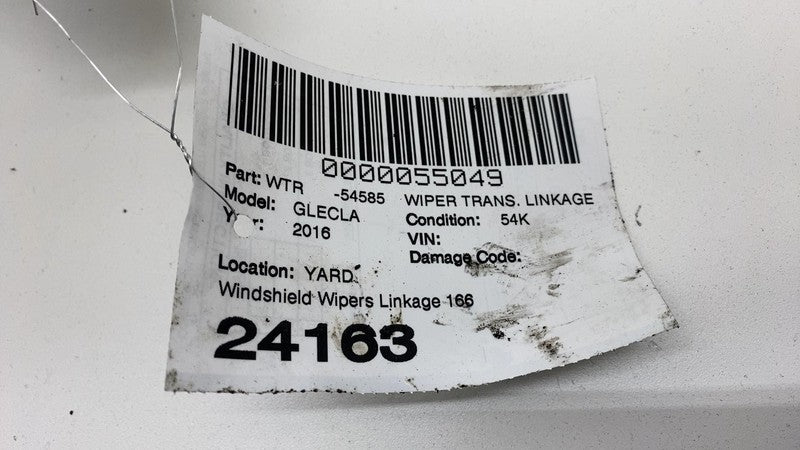 0000055049
Part: WTR -54585 WIPER TRANS. LINKAGE
Model: GLECLA Condition: 54K
2016 VIN:
Damage Code:
Location: YARD
Windshield Wipers Linkage 166
24163